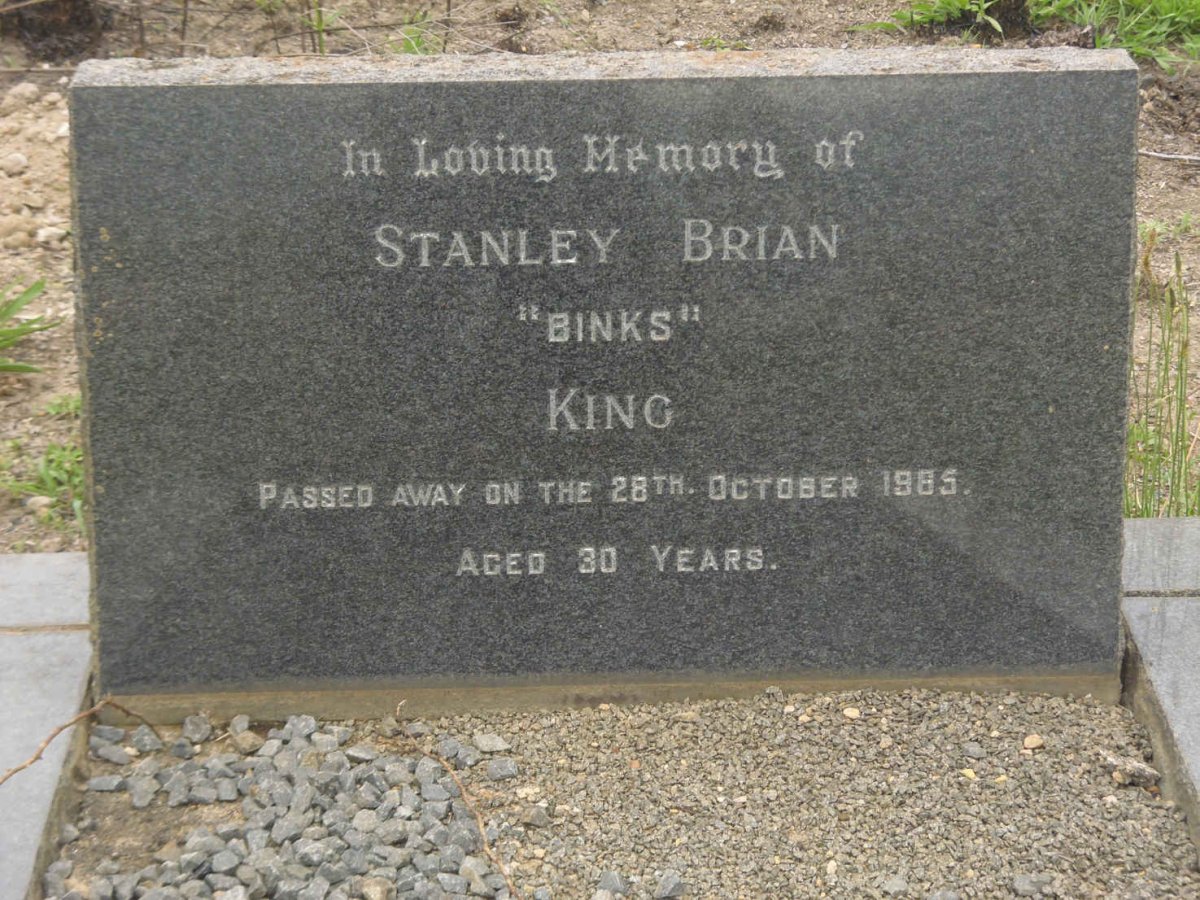 In Loving Memory of
STANLEY BRIAN
"BINKS"
KING
PASSED AWAY ON THE 28TH. OCTOBER 1965.
AGED 30 YEARS.